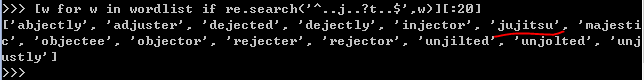 >>> [w for w in wordlist if re.search('^..j..?t..$',w)][:20]
['abjectly', 'adjuster', 'dejected', 'dejectly', 'injector', 'jujitsu', 'majesti
c', 'objectee', 'objector', 'rejecter', 'rejector', 'unjilted', 'unjolted', 'unj
ustly']
>>>